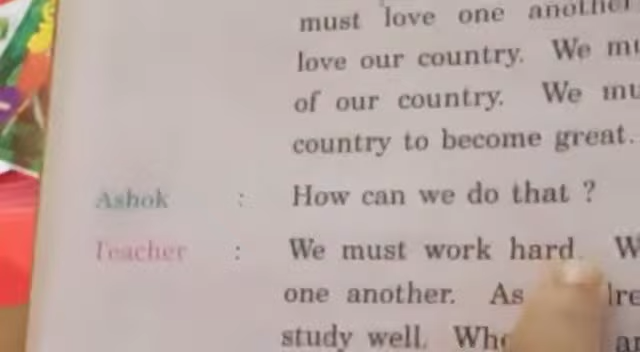 must love one another
love our country. We
of our country. We
country to become great.
Ashok : How can we do that ?
Teacher : We must work hard.
one another. As
study well.